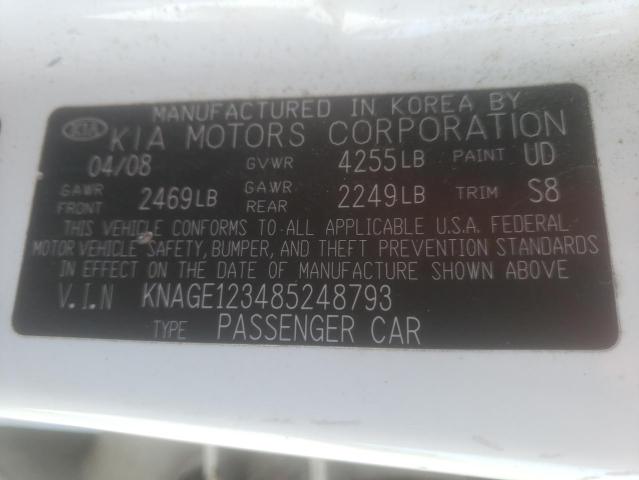 MANUFACTURED IN KOREA BY
KIA KIA MOTORS CORPORATION
04/08 GVWR 4255LB PAINT UD
GAWR FRONT 2469LB GAWR REAR 2249LB TRIM S8
THIS VEHICLE CONFORMS TO ALL APPLICABLE U.S.A. FEDERAL
MOTOR VEHICLE SAFETY, BUMPER, AND THEFT PREVENTION STANDARDS
IN EFFECT ON THE DATE OF MANUFACTURE SHOWN ABOVE
V.I.N KNAGE123485248793
TYPE PASSENGER CAR